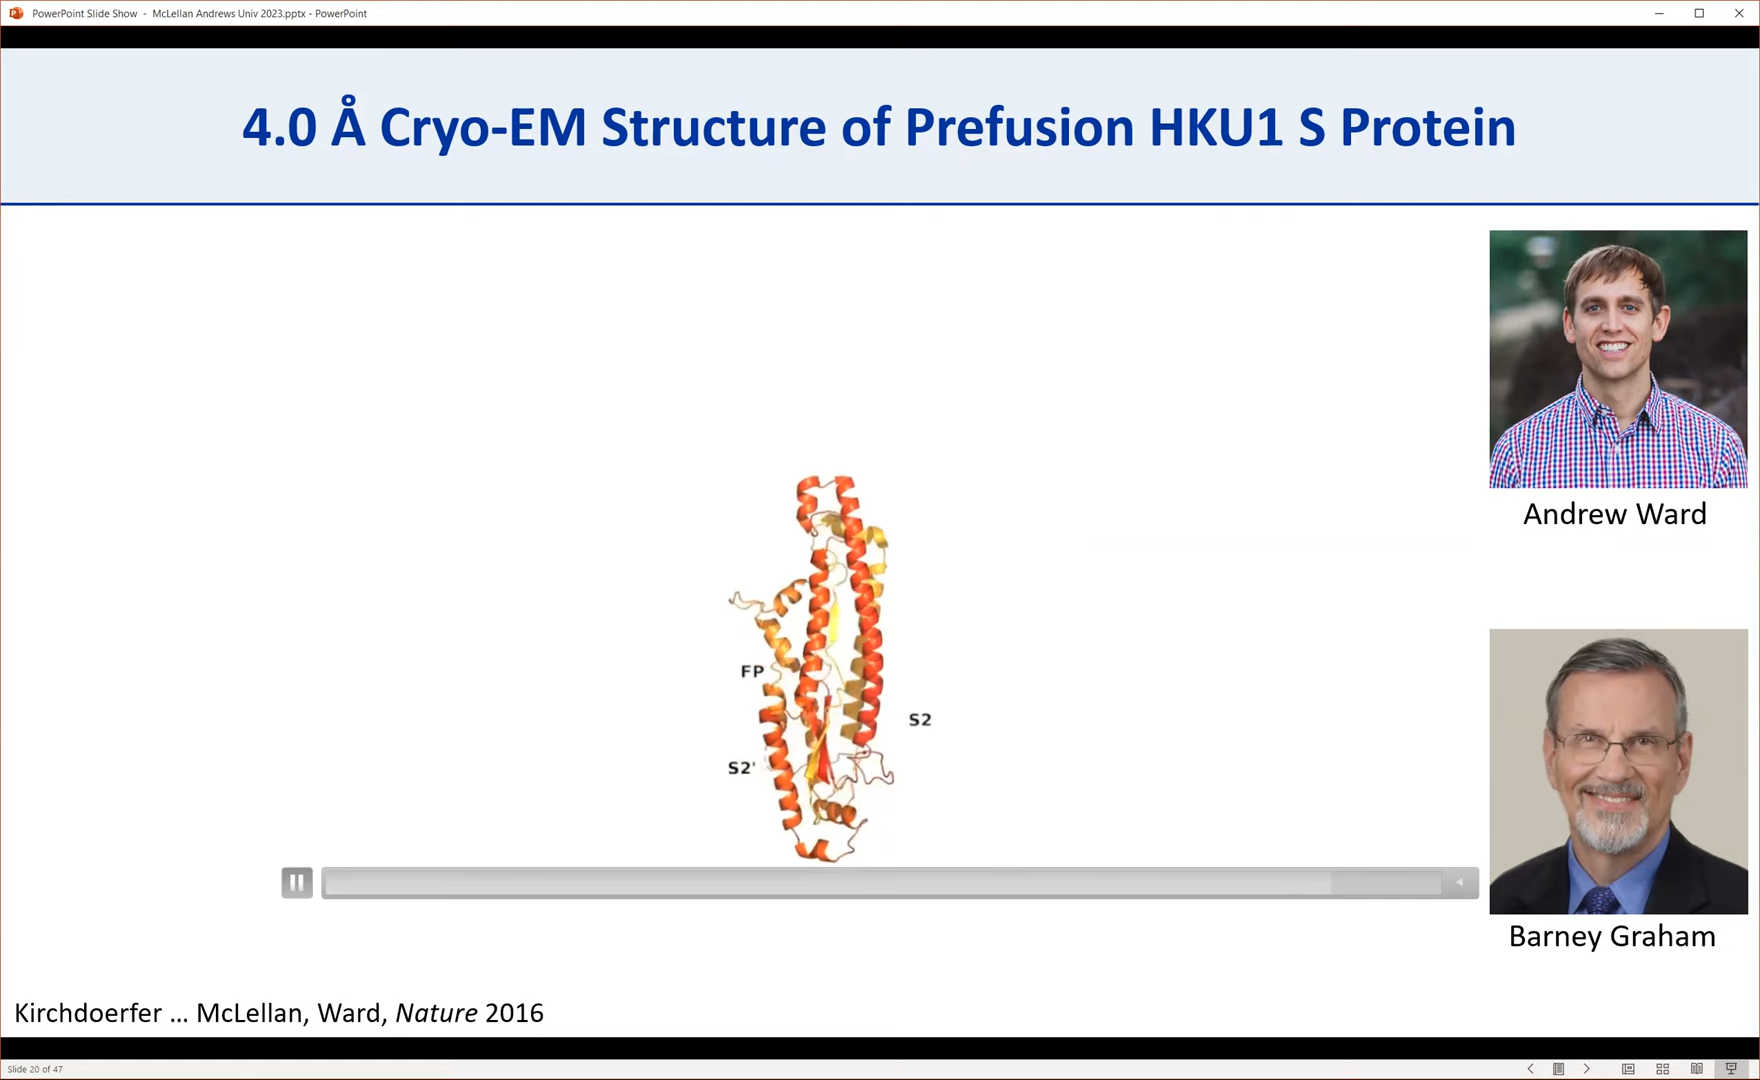 PowerPoint Slide Show - McLellan Andrews Univ 2023.pptx - PowerPoint
4.0 Å Cryo-EM Structure of Prefusion HKU1 S Protein
Andrew Ward
FP
S2
S2'
Barney Graham
Kirchdoerfer ... McLellan, Ward, Nature 2016
Slide 20 of 47